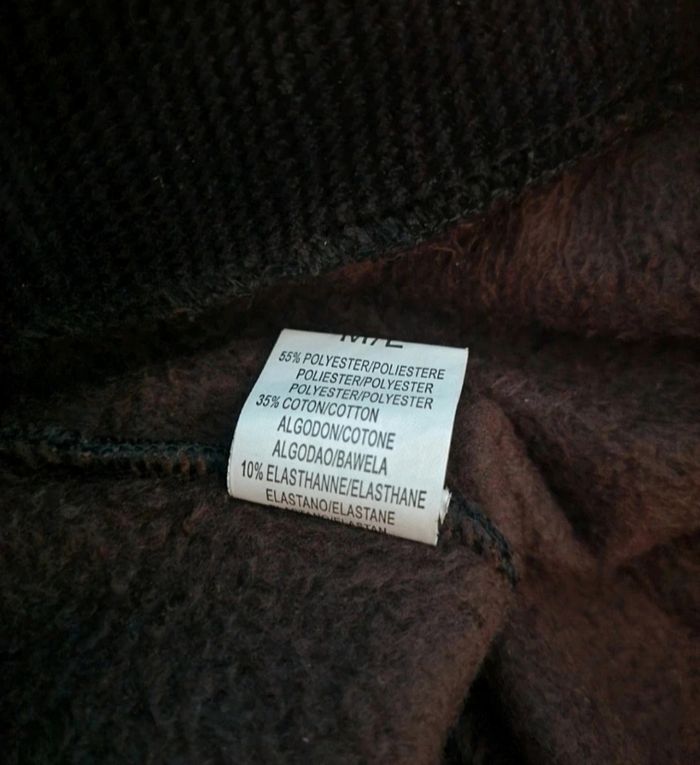 M/L
55% POLYESTER/POLIESTERE
POLIESTER/POLYESTER
POLYESTER/POLYESTER
35% COTON/COTTON
ALGODON/COTONE
ALGODAO/BAWELA
10% ELASTHANNE/ELASTHANE
ELASTANO/ELASTANE